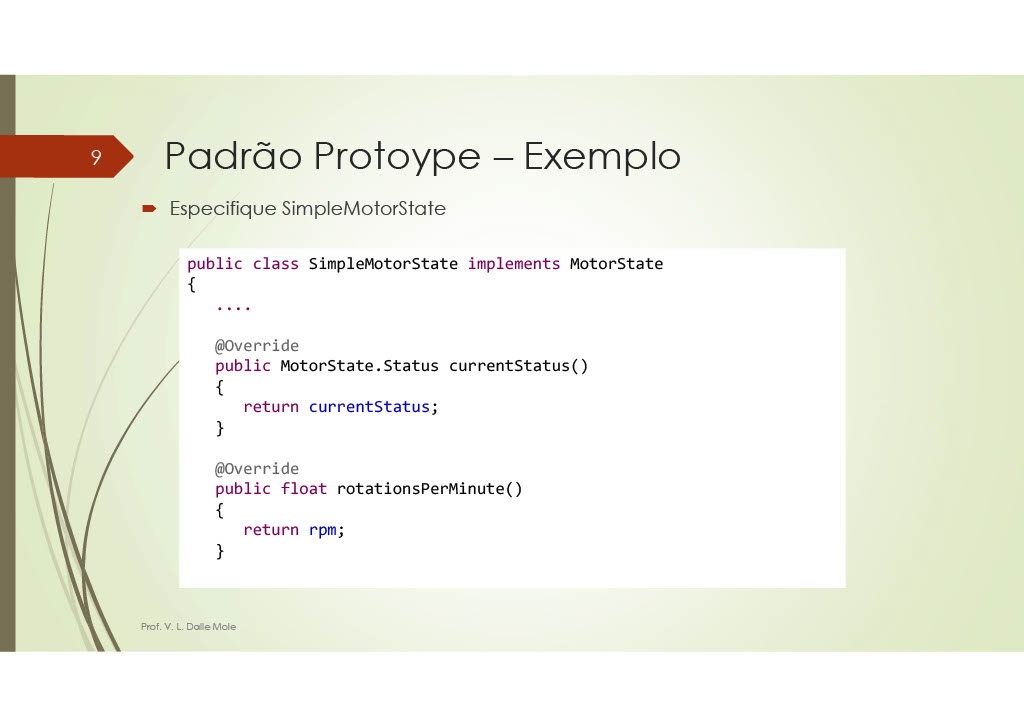 9
Padrão Protoype – Exemplo
Especifique SimpleMotorState
public class SimpleMotorState implements MotorState
{
   ....
   @Override
   public MotorState.Status currentStatus()
   {
      return currentStatus;
   }
   @Override
   public float rotationsPerMinute()
   {
      return rpm;
   }
Prof. V. L. Dalle Mole